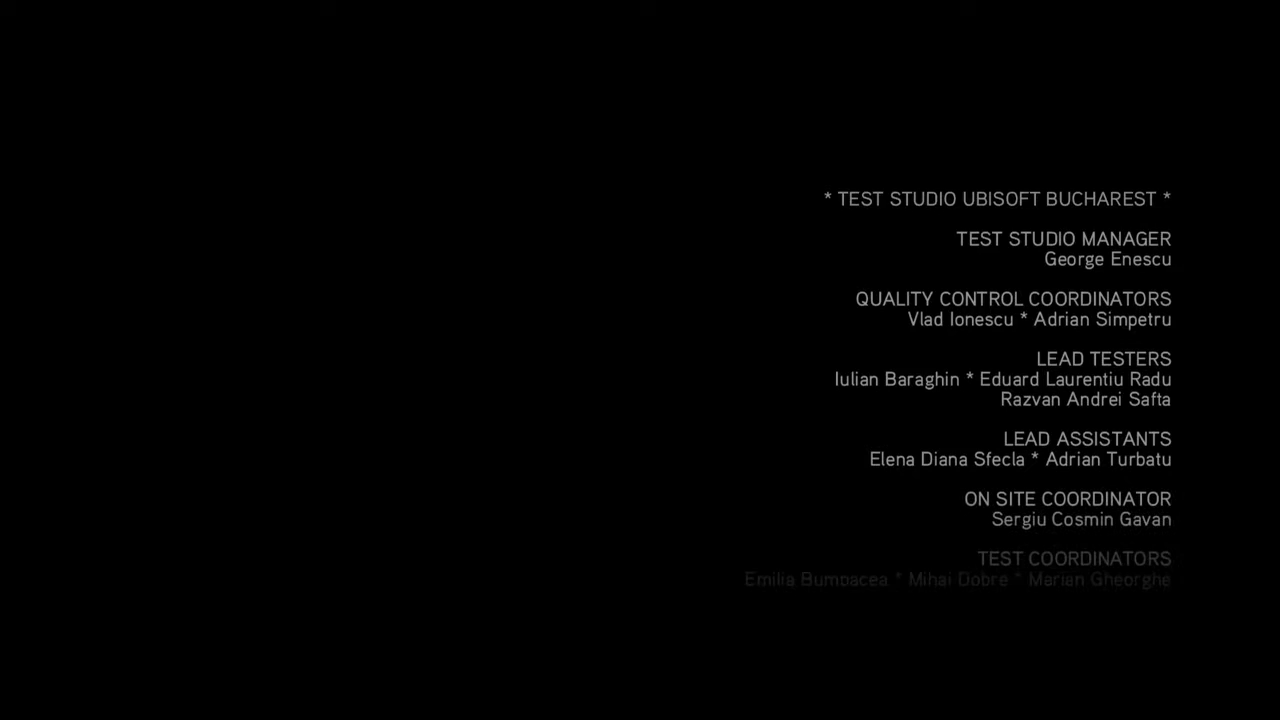 * TEST STUDIO UBISOFT BUCHAREST *
TEST STUDIO MANAGER
George Enescu
QUALITY CONTROL COORDINATORS
Vlad Ionescu * Adrian Simpetru
LEAD TESTERS
Iulian Baraghin * Eduard Laurentiu Radu
Razvan Andrei Safta
LEAD ASSISTANTS
Elena Diana Sfecla * Adrian Turbatu
ON SITE COORDINATOR
Sergiu Cosmin Gavan
TEST COORDINATORS
Emilia Bumbacea * Mihai Dobre * Marian Gheorghe